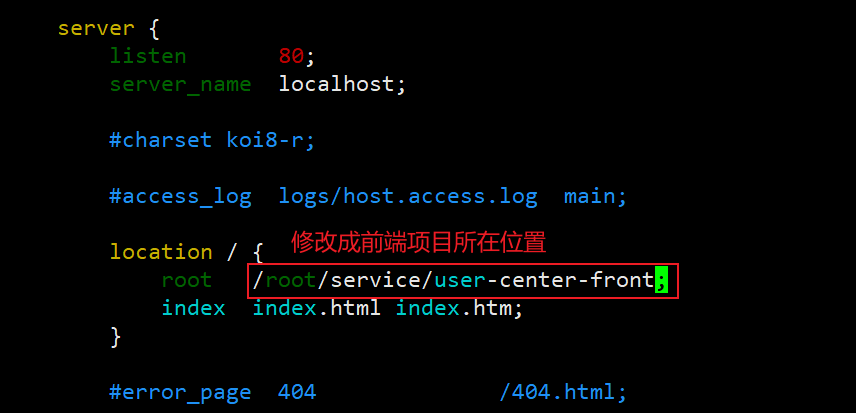 server {
listen 80;
server_name localhost;
#charset koi8-r;
#access_log logs/host.access.log main;
location / { 修改成前端项目所在位置
root /root/service/user-center-front;
index index.html index.htm;
}
#error_page 404 /404.html;